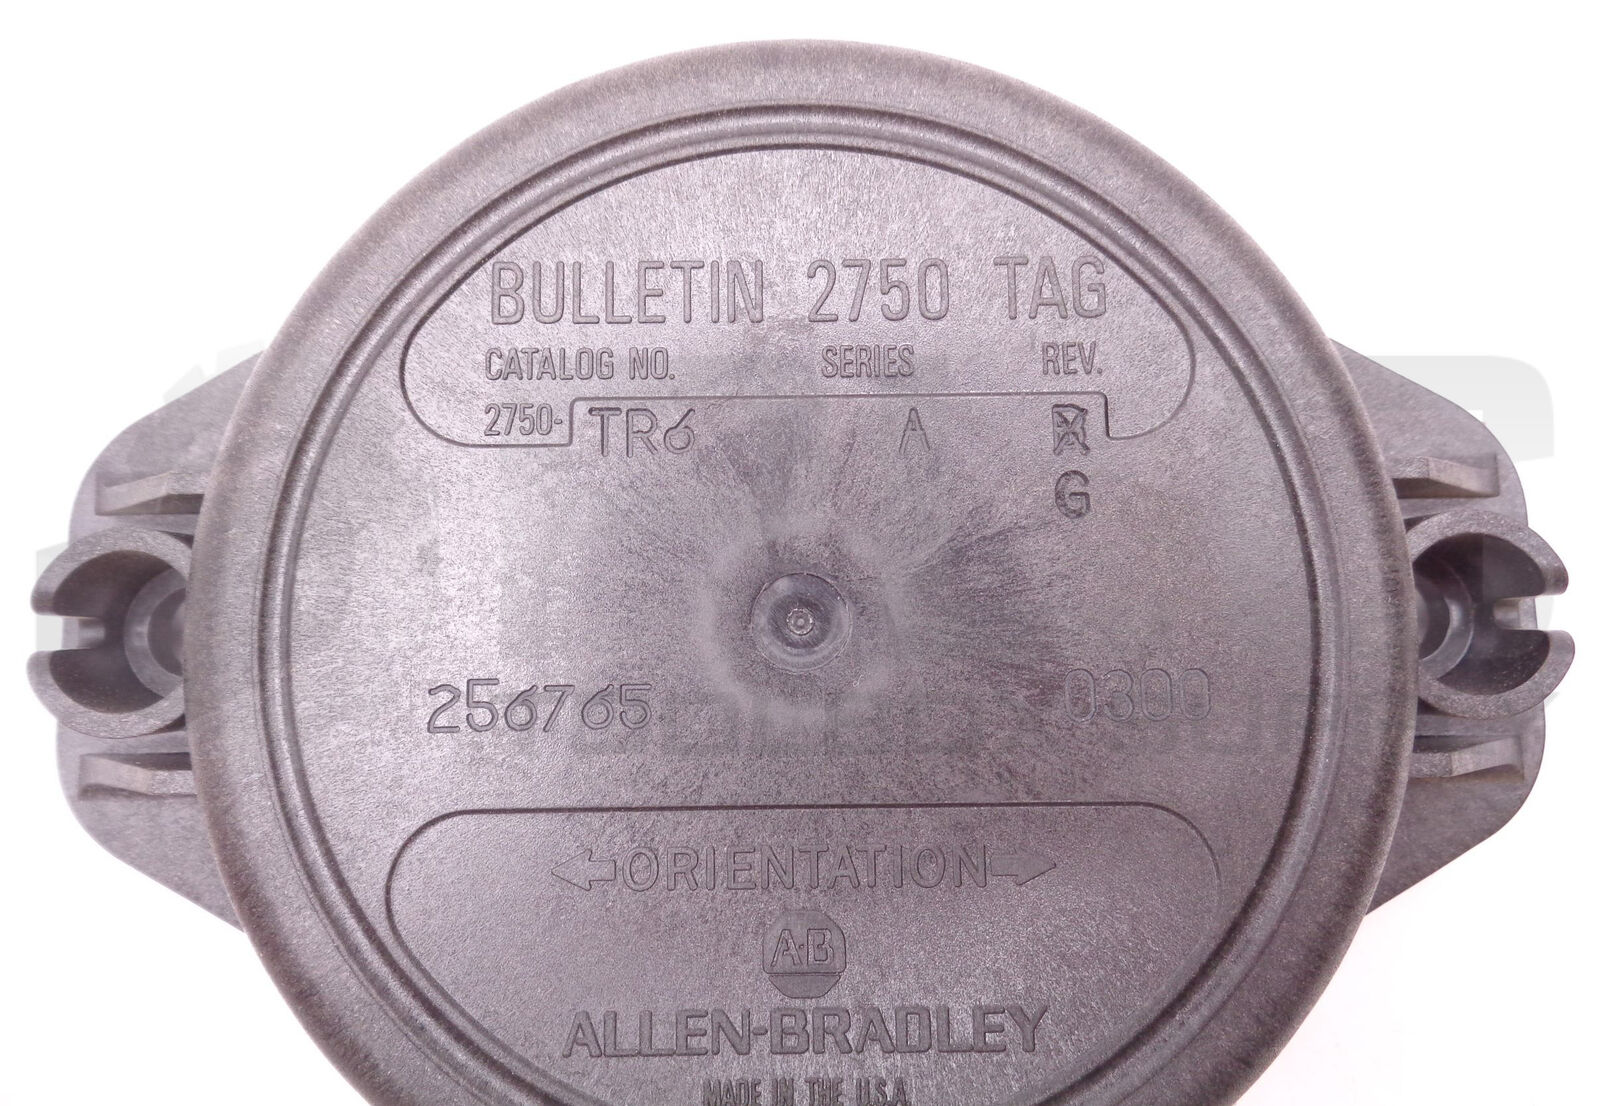 BULLETIN 2750 TAG
CATALOG NO. SERIES REV.
2750- TR6 A
G
256765 0300
ORIENTATION
A-B
ALLEN-BRADLEY
MADE IN THE U.S.A